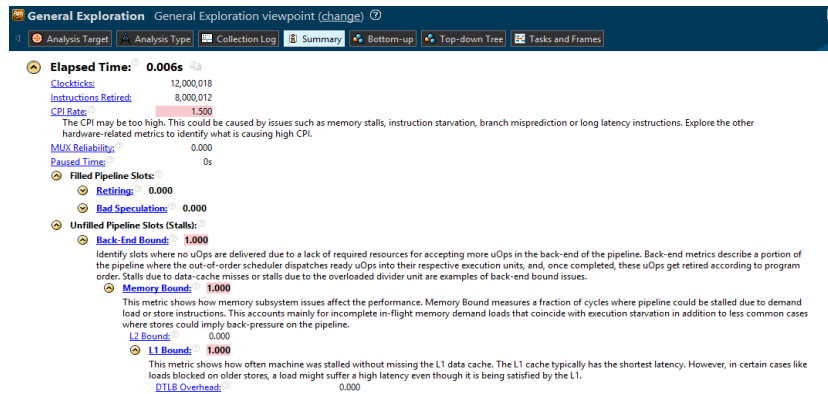 General Exploration General Exploration viewpoint (change)
Analysis Target Analysis Type Collection Log Summary Bottom-up Top-down Tree Tasks and Frames
Elapsed Time: 0.006s
Clockticks: 12,000,018
Instructions Retired: 8,000,012
CPI Rate: 1.500
The CPI may be too high. This could be caused by issues such as memory stalls, instruction starvation, branch misprediction or long latency instructions. Explore the other
hardware-related metrics to identify what is causing high CPI.
MUX Reliability: 0.000
Paused Time: 0s
Filled Pipeline Slots:
Retiring: 0.000
Bad Speculation: 0.000
Unfilled Pipeline Slots (Stalls):
Back-End Bound: 1.000
Identify slots where no uOps are delivered due to a lack of required resources for accepting more uOps in the back-end of the pipeline. Back-end metrics describe a portion of
the pipeline where the out-of-order scheduler dispatches ready uOps into their respective execution units, and, once completed, these uOps get retired according to program
order. Stalls due to data-cache misses or stalls due to the overloaded divider unit are examples of back-end bound issues.
Memory Bound: 1.000
This metric shows how memory subsystem issues affect the performance. Memory Bound measures a fraction of cycles where pipeline could be stalled due to demand
load or store instructions. This accounts mainly for incomplete in-flight memory demand loads that coincide with execution starvation in addition to less common cases
where stores could imply back-pressure on the pipeline.
L2 Bound: 0.000
L1 Bound: 1.000
This metric shows how often machine was stalled without missing the L1 data cache. The L1 cache typically has the shortest latency. However, in certain cases like
loads blocked on older stores, a load might suffer a high latency even though it is being satisfied by the L1.
DTLB Overhead: 0.000